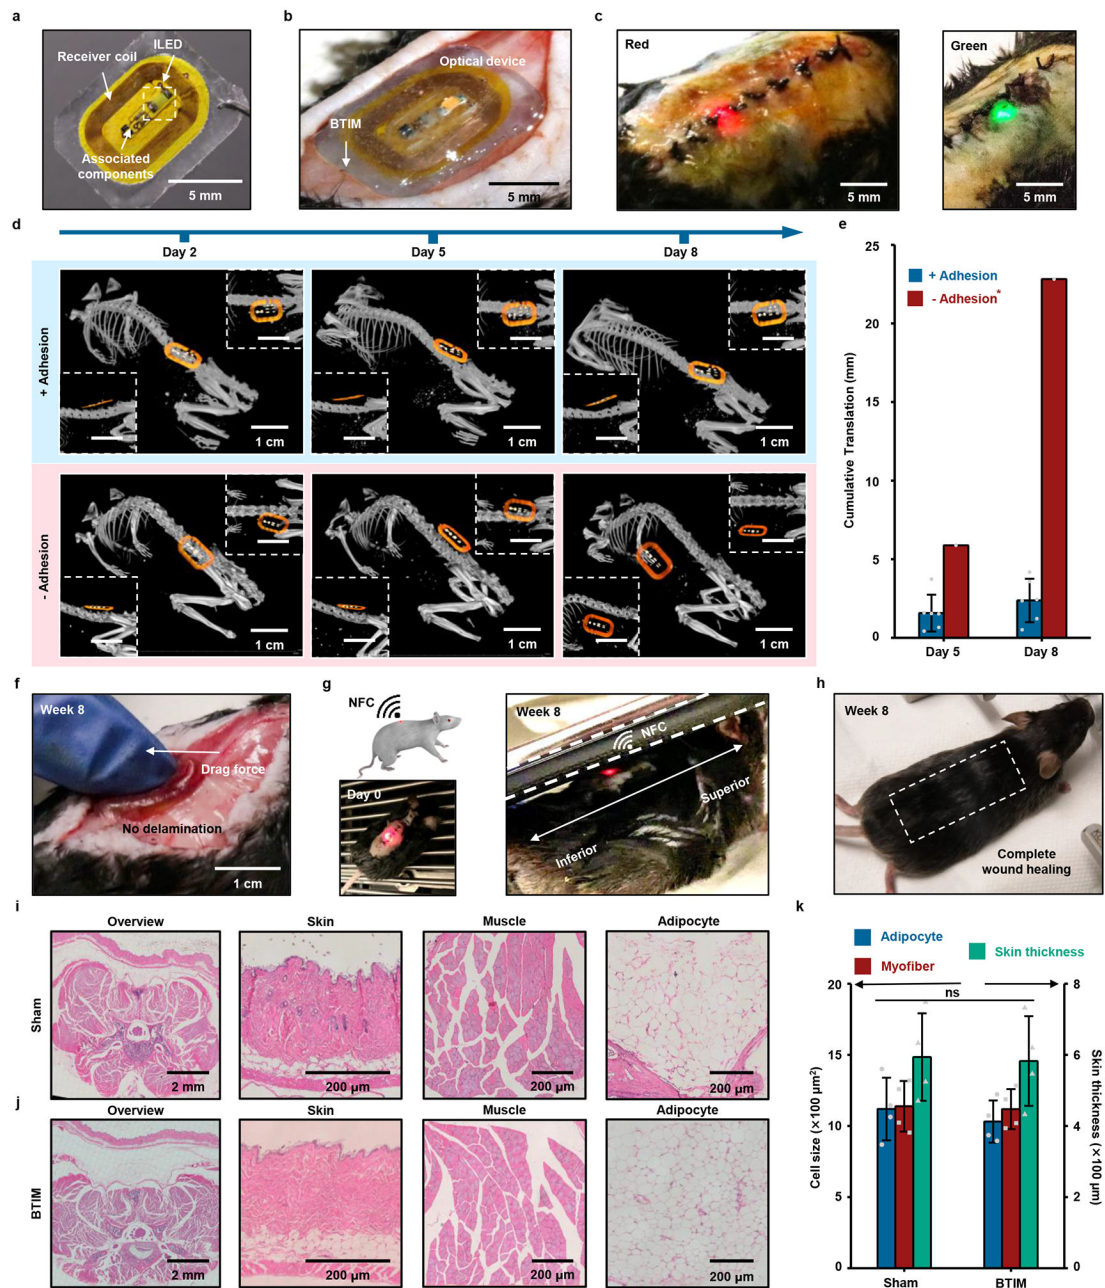 a
ILED
Receiver coil
Associated
components
5 mm
b
Optical device
BTIM
5 mm
c
Red
5 mm
Green
5 mm
d
Day 2
Day 5
Day 8
+ Adhesion
1 cm
1 cm
1 cm
- Adhesion
1 cm
1 cm
1 cm
e
25
20
15
10
5
0
Cumulative Translation (mm)
+ Adhesion
- Adhesion*
Day 5
Day 8
f
Week 8
Drag force
No delamination
1 cm
g
NFC
Day 0
Week 8
NFC
Superior
Inferior
h
Week 8
Complete
wound healing
i
Overview
Skin
Muscle
Adipocyte
Sham
2 mm
200 µm
200 µm
200 µm
j
Overview
Skin
Muscle
Adipocyte
BTIM
2 mm
200 µm
200 µm
200 µm
k
Adipocyte
Myofiber
Skin thickness
ns
20
15
10
5
0
Cell size (×100 µm²)
8
6
4
2
0
Skin thickness (×100 µm)
Sham
BTIM